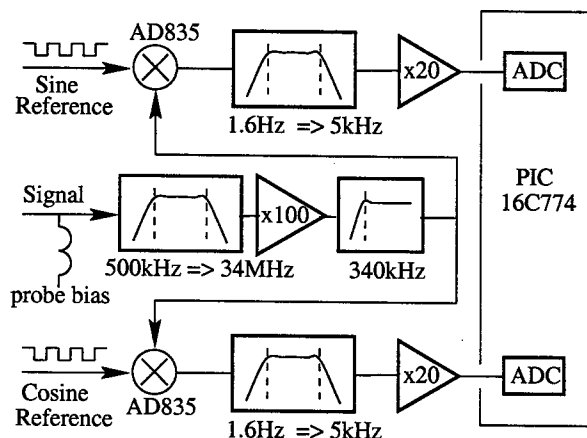 AD835
Sine
Reference
x20
ADC
1.6Hz => 5kHz
PIC
16C774
Signal
x100
500kHz => 34MHz
340kHz
probe bias
Cosine
Reference
AD835
x20
ADC
1.6Hz => 5kHz